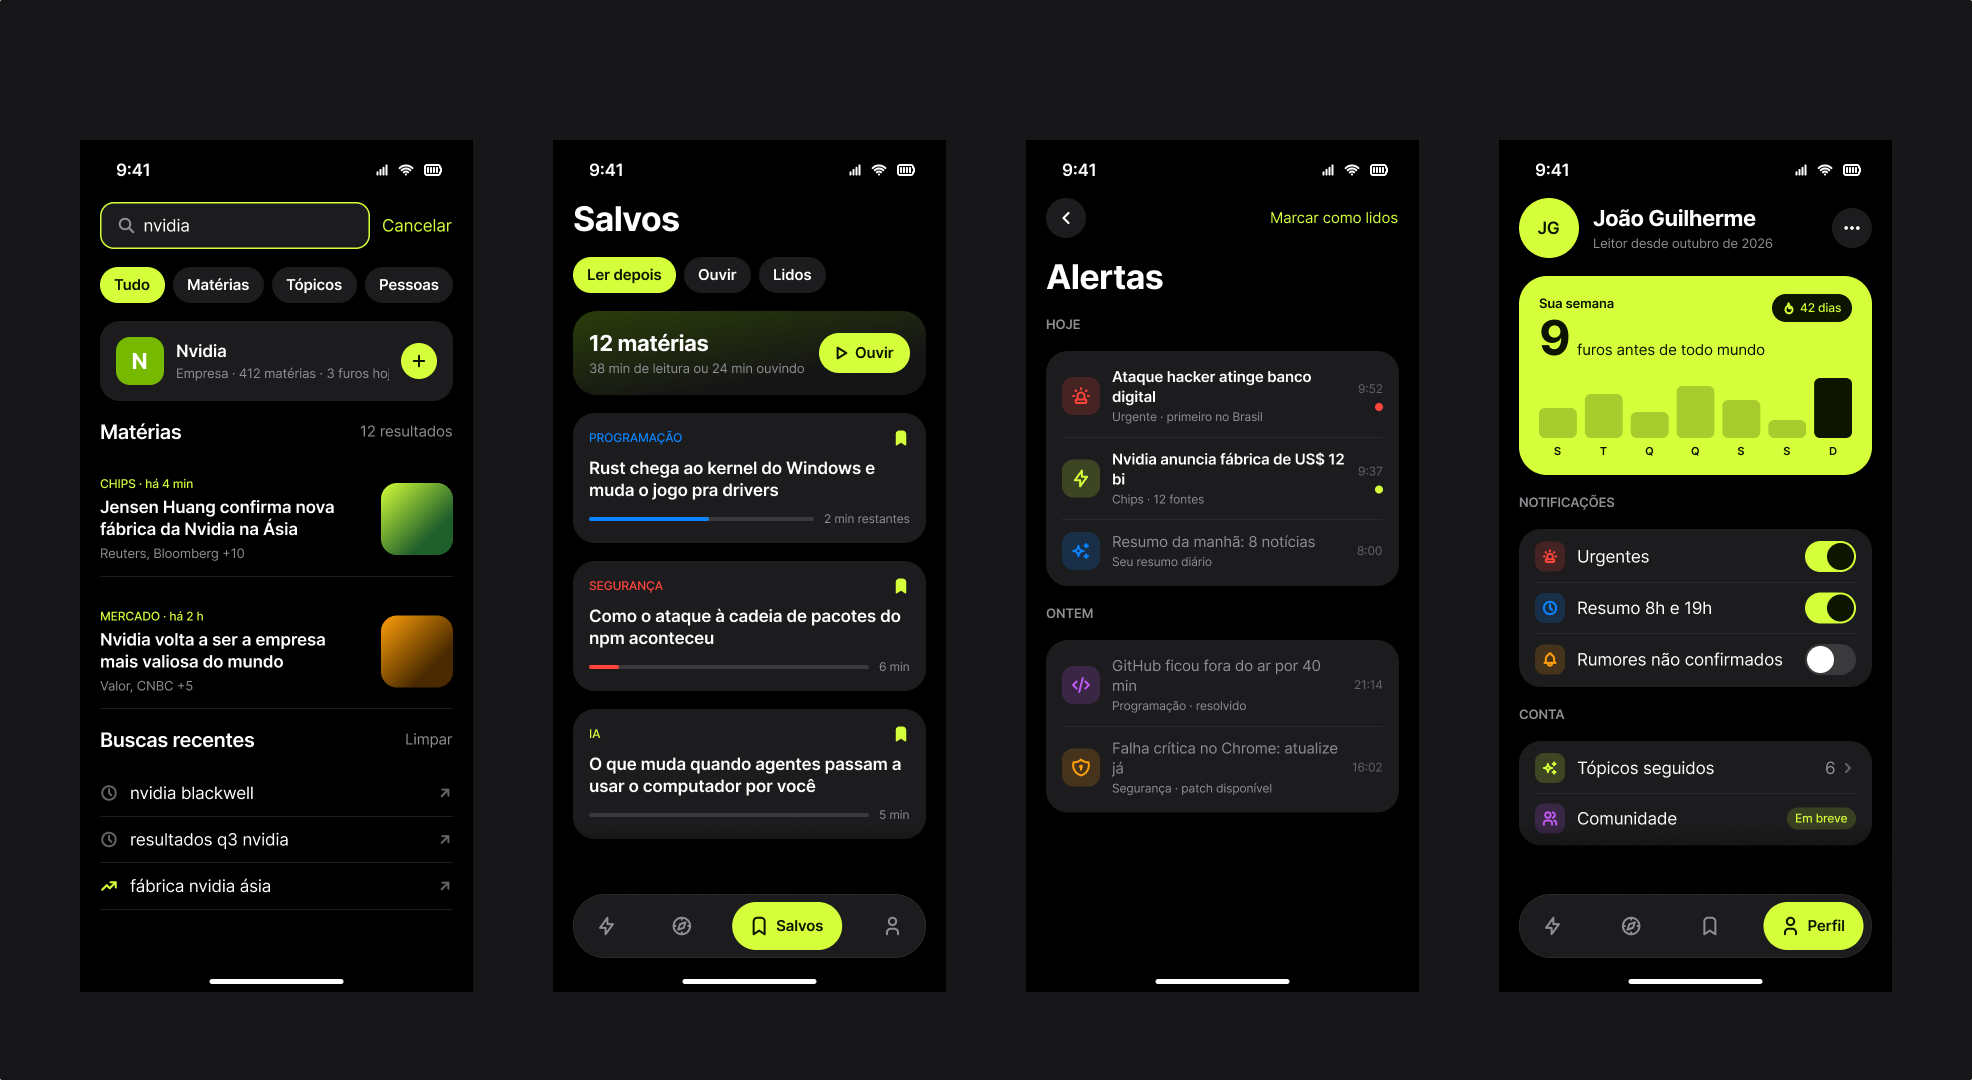 9:41
nvidia
Cancelar
Tudo
Matérias
Tópicos
Pessoas
N
Nvidia
Empresa · 412 matérias · 3 furos hoj
Matérias
12 resultados
CHIPS · há 4 min
Jensen Huang confirma nova
fábrica da Nvidia na Ásia
Reuters, Bloomberg +10
MERCADO · há 2 h
Nvidia volta a ser a empresa
mais valiosa do mundo
Valor, CNBC +5
Buscas recentes
Limpar
nvidia blackwell
resultados q3 nvidia
fábrica nvidia ásia
9:41
Salvos
Ler depois
Ouvir
Lidos
12 matérias
38 min de leitura ou 24 min ouvindo
Ouvir
PROGRAMAÇÃO
Rust chega ao kernel do Windows e
muda o jogo pra drivers
2 min restantes
SEGURANÇA
Como o ataque à cadeia de pacotes do
npm aconteceu
6 min
IA
O que muda quando agentes passam a
usar o computador por você
5 min
Salvos
9:41
Marcar como lidos
Alertas
HOJE
Ataque hacker atinge banco
digital
Urgente · primeiro no Brasil
9:52
Nvidia anuncia fábrica de US$ 12
bi
Chips · 12 fontes
9:37
Resumo da manhã: 8 notícias
Seu resumo diário
8:00
ONTEM
GitHub ficou fora do ar por 40
min
Programação · resolvido
21:14
Falha crítica no Chrome: atualize
já
Segurança · patch disponível
16:02
9:41
JG
João Guilherme
Leitor desde outubro de 2026
Sua semana
42 dias
9 furos antes de todo mundo
S T Q Q S S D
NOTIFICAÇÕES
Urgentes
Resumo 8h e 19h
Rumores não confirmados
CONTA
Tópicos seguidos
6
Comunidade
Em breve
Perfil